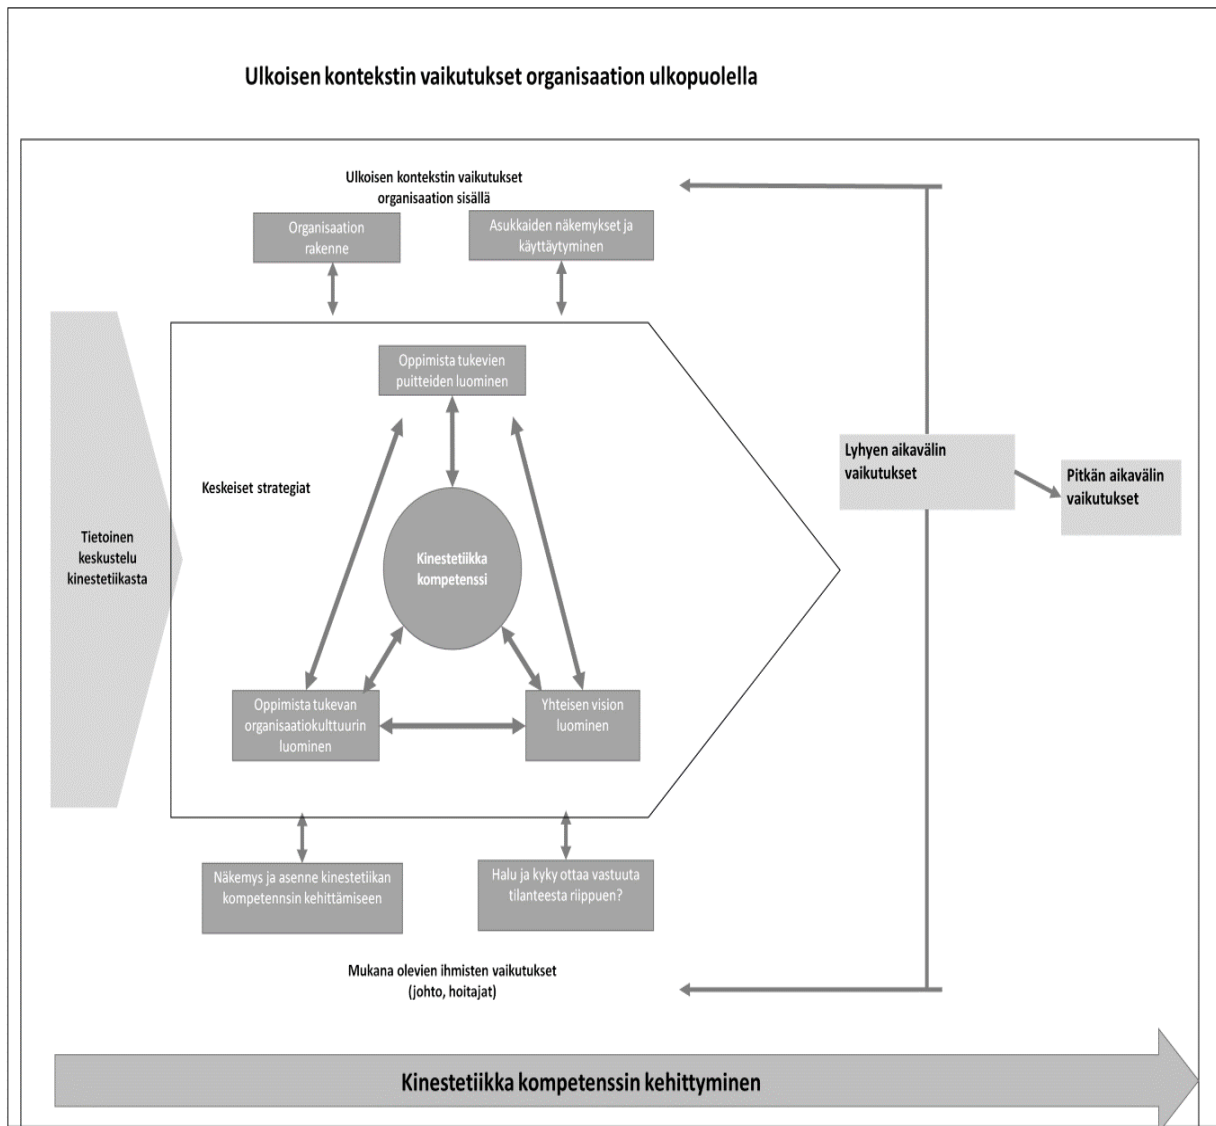 Ulkoisen kontekstin vaikutukset organisaation ulkopuolella
Ulkoisen kontekstin vaikutukset
organisaation sisällä
Organisaation
rakenne
Asukkaiden näkemykset ja
käyttäytyminen
Oppimista tukevien
puitteiden luominen
Keskeiset strategiat
Tietoinen
keskustelu
kinestetiikasta
Kinestetiikka
kompetenssi
Lyhyen aikavälin
vaikutukset
Pitkän aikavälin
vaikutukset
Oppimista tukevan
organisaatiokulttuurin
luominen
Yhteisen vision
luominen
Näkemys ja asenne kinestetiikan
kompetennsin kehittämiseen
Halu ja kyky ottaa vastuuta
tilanteesta riippuen?
Mukana olevien ihmisten vaikutukset
(johto, hoitajat)
Kinestetiikka kompetenssin kehittyminen